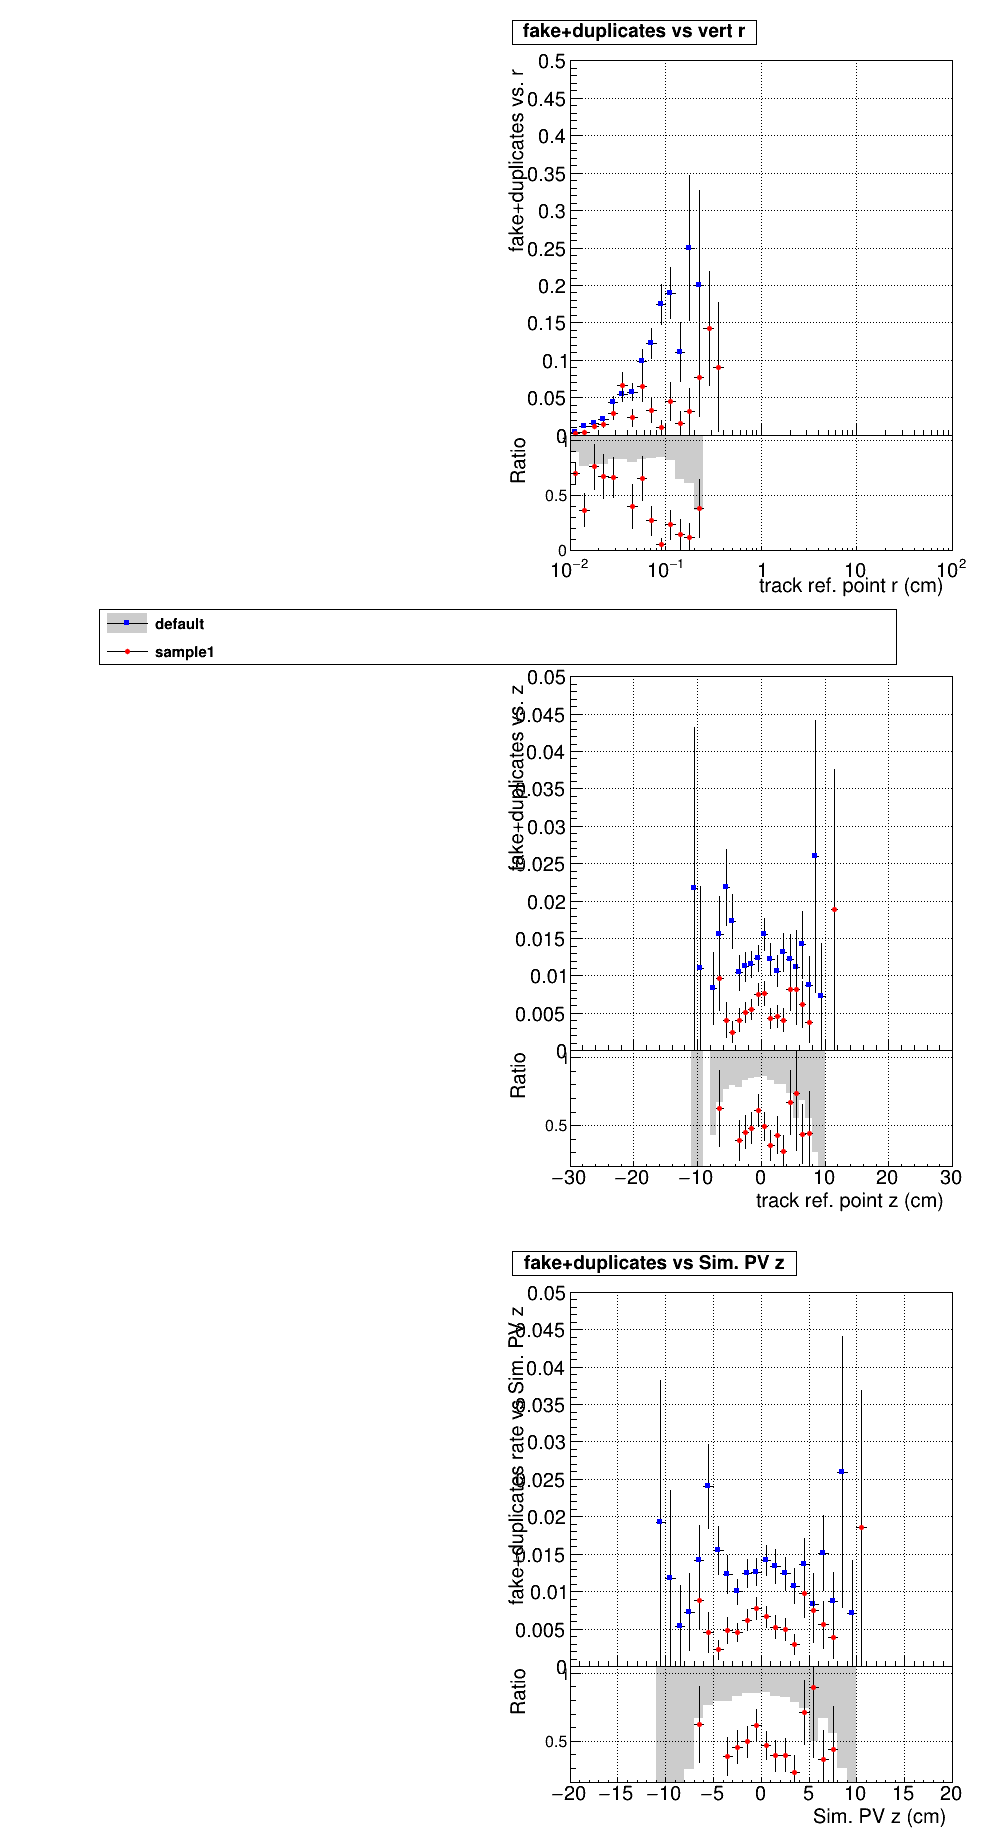 fake+duplicates vs vert r
fake+duplicates vs. r
0.5
0.45
0.4
0.35
0.3
0.25
0.2
0.15
0.1
0.05
0
Ratio
1
0.5
0
10−2 10−1 1 10 102
track ref. point r (cm)
default
sample1
fake+duplicates vs. z
0.05
0.045
0.04
0.035
0.03
0.025
0.02
0.015
0.01
0.005
0
Ratio
1
0.5
−30 −20 −10 0 10 20 30
track ref. point z (cm)
fake+duplicates vs Sim. PV z
fake+duplicates rate vs Sim. PV z
0.05
0.045
0.04
0.035
0.03
0.025
0.02
0.015
0.01
0.005
Ratio
1
0.5
−20 −15 −10 −5 0 5 10 15 20
Sim. PV z (cm)